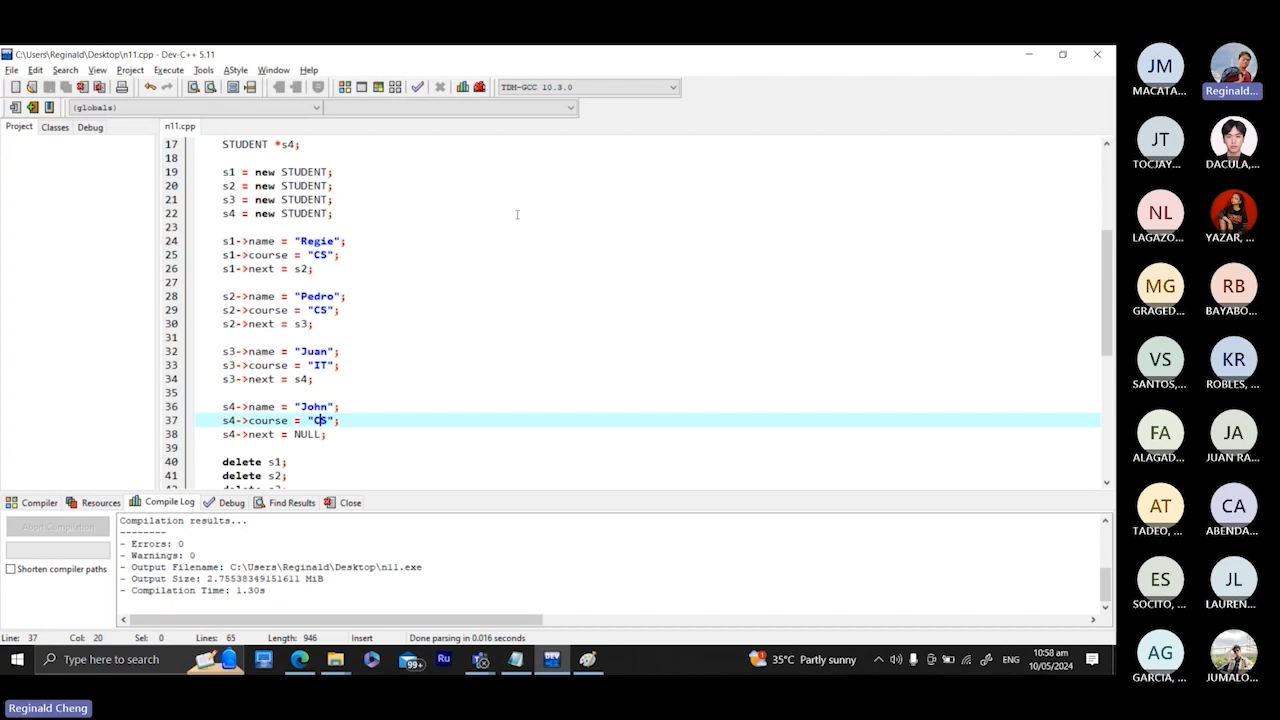 C:\Users\Reginald\Desktop\n11.cpp - Dev-C++ 5.11
File Edit Search View Project Execute Tools AStyle Window Help
TDM-GCC 10.3.0
(globals)
Project Classes Debug
n11.cpp
17 STUDENT *s4;
18
19 s1 = new STUDENT;
20 s2 = new STUDENT;
21 s3 = new STUDENT;
22 s4 = new STUDENT;
23
24 s1->name = "Regie";
25 s1->course = "CS";
26 s1->next = s2;
27
28 s2->name = "Pedro";
29 s2->course = "CS";
30 s2->next = s3;
31
32 s3->name = "Juan";
33 s3->course = "IT";
34 s3->next = s4;
35
36 s4->name = "John";
37 s4->course = "CS";
38 s4->next = NULL;
39
40 delete s1;
41 delete s2;
Compiler Resources Compile Log Debug Find Results Close
Abort Compilation
Shorten compiler paths
Compilation results...
--------
- Errors: 0
- Warnings: 0
- Output Filename: C:\Users\Reginald\Desktop\n11.exe
- Output Size: 2.75538349151611 MiB
- Compilation Time: 1.30s
Line: 37 Col: 20 Sel: 0 Lines: 65 Length: 946 Insert Done parsing in 0.016 seconds
Type here to search
99+
Ru
35°C Partly sunny
ENG
10:58 am
10/05/2024
Reginald Cheng
JM
MACATA...
Reginald...
JT
TOCJAY...
DACULA,...
NL
LAGAZO...
YAZAR, ...
MG
GRAGED...
RB
BAYABO...
VS
SANTOS,...
KR
ROBLES, ...
FA
ALAGAD...
JA
JUAN RA...
AT
TADEO, ...
CA
ABENDA...
ES
SOCITO, ...
JL
LAUREN...
AG
GARCIA, ...
JUMALO...